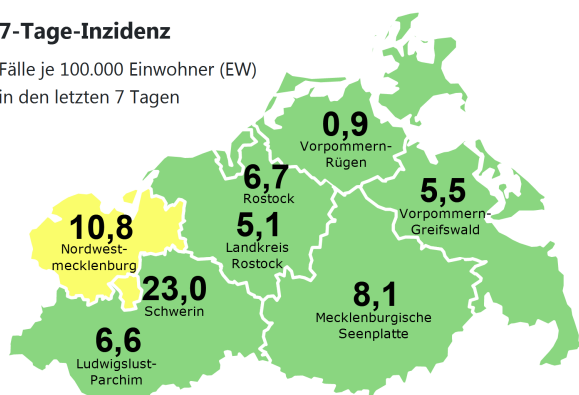 7-Tage-Inzidenz
Fälle je 100.000 Einwohner (EW)
in den letzten 7 Tagen
0,9
Vorpommern-
Rügen
6,7
Rostock
5,5
Vorpommern-
Greifswald
5,1
Landkreis
Rostock
10,8
Nordwest-
mecklenburg
23,0
Schwerin
8,1
Mecklenburgische
Seenplatte
6,6
Ludwigslust-
Parchim